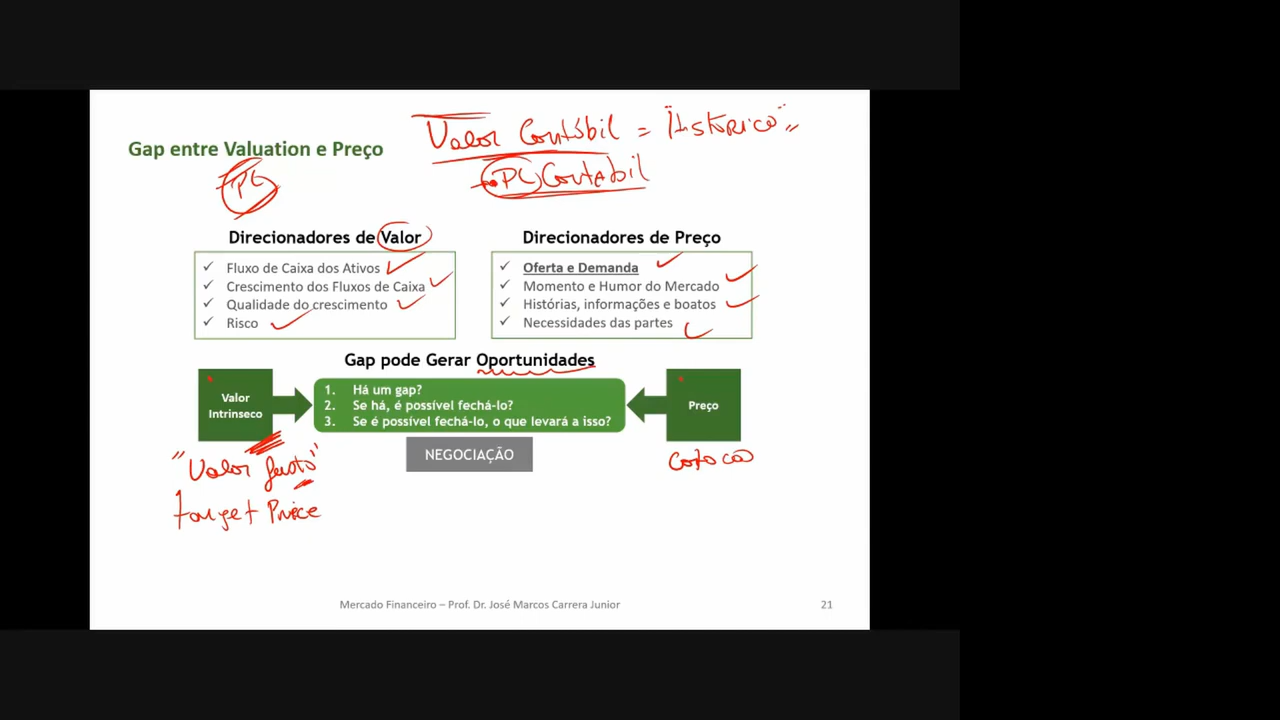 Valor Contábil = "Histórico"
Gap entre Valuation e Preço
PL Contábil
PL
Direcionadores de Valor
✓ Fluxo de Caixa dos Ativos
✓ Crescimento dos Fluxos de Caixa
✓ Qualidade do crescimento
✓ Risco
Direcionadores de Preço
✓ Oferta e Demanda
✓ Momento e Humor do Mercado
✓ Histórias, informações e boatos
✓ Necessidades das partes
Gap pode Gerar Oportunidades
Valor
Intrinseco
1. Há um gap?
2. Se há, é possível fechá-lo?
3. Se é possível fechá-lo, o que levará a isso?
Preço
NEGOCIAÇÃO
"Valor Justo"
target Price
Cotação
Mercado Financeiro – Prof. Dr. José Marcos Carrera Junior
21